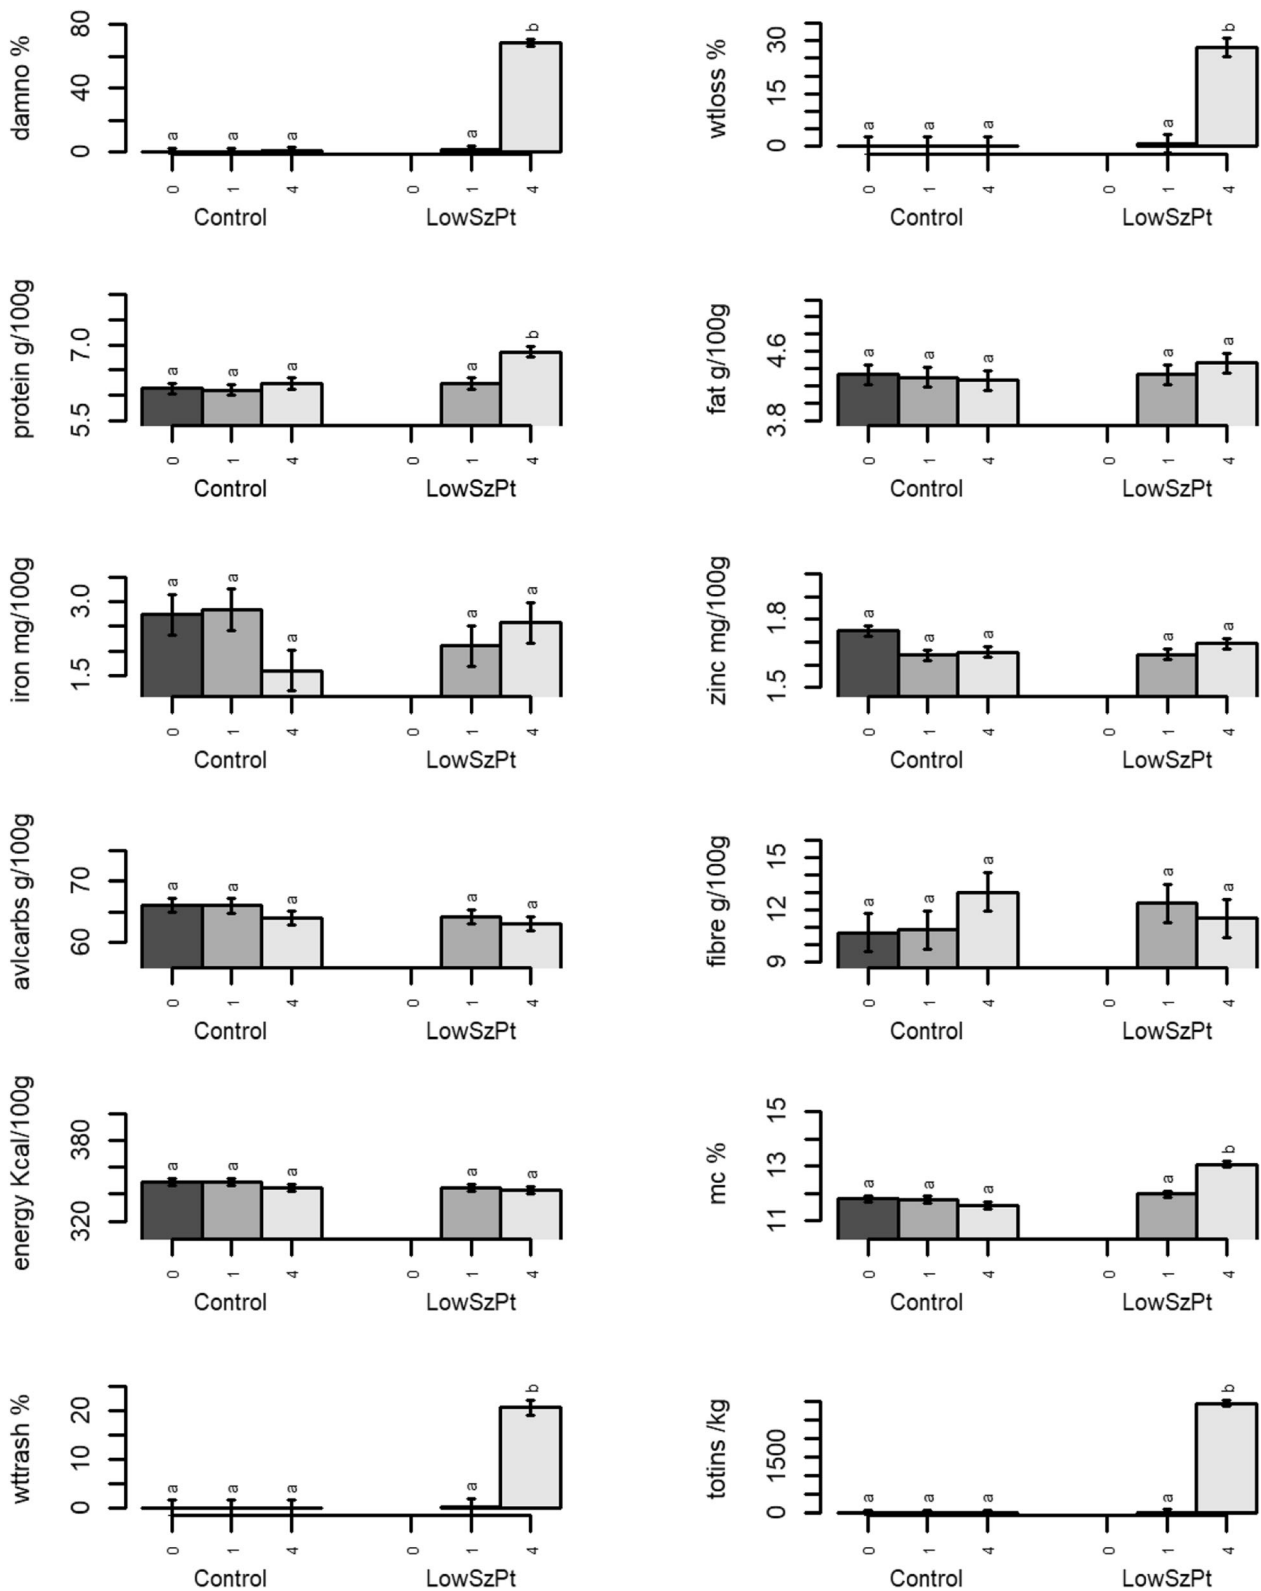 damno %
80
40
0
a a a a b
0 1 4 0 1 4
Control LowSzPt
wtloss %
30
15
0
a a a a b
0 1 4 0 1 4
Control LowSzPt
protein g/100g
7.0
5.5
a a a a b
0 1 4 0 1 4
Control LowSzPt
fat g/100g
4.6
3.8
a a a a a
0 1 4 0 1 4
Control LowSzPt
iron mg/100g
3.0
1.5
a a a a a
0 1 4 0 1 4
Control LowSzPt
zinc mg/100g
1.8
1.5
a a a a a
0 1 4 0 1 4
Control LowSzPt
avlcarbs g/100g
70
60
a a a a a
0 1 4 0 1 4
Control LowSzPt
fibre g/100g
15
12
9
a a a a a
0 1 4 0 1 4
Control LowSzPt
energy Kcal/100g
380
320
a a a a a
0 1 4 0 1 4
Control LowSzPt
mc %
15
13
11
a a a a b
0 1 4 0 1 4
Control LowSzPt
wttrash %
20
10
0
a a a a b
0 1 4 0 1 4
Control LowSzPt
totins /kg
1500
0
a a a a b
0 1 4 0 1 4
Control LowSzPt